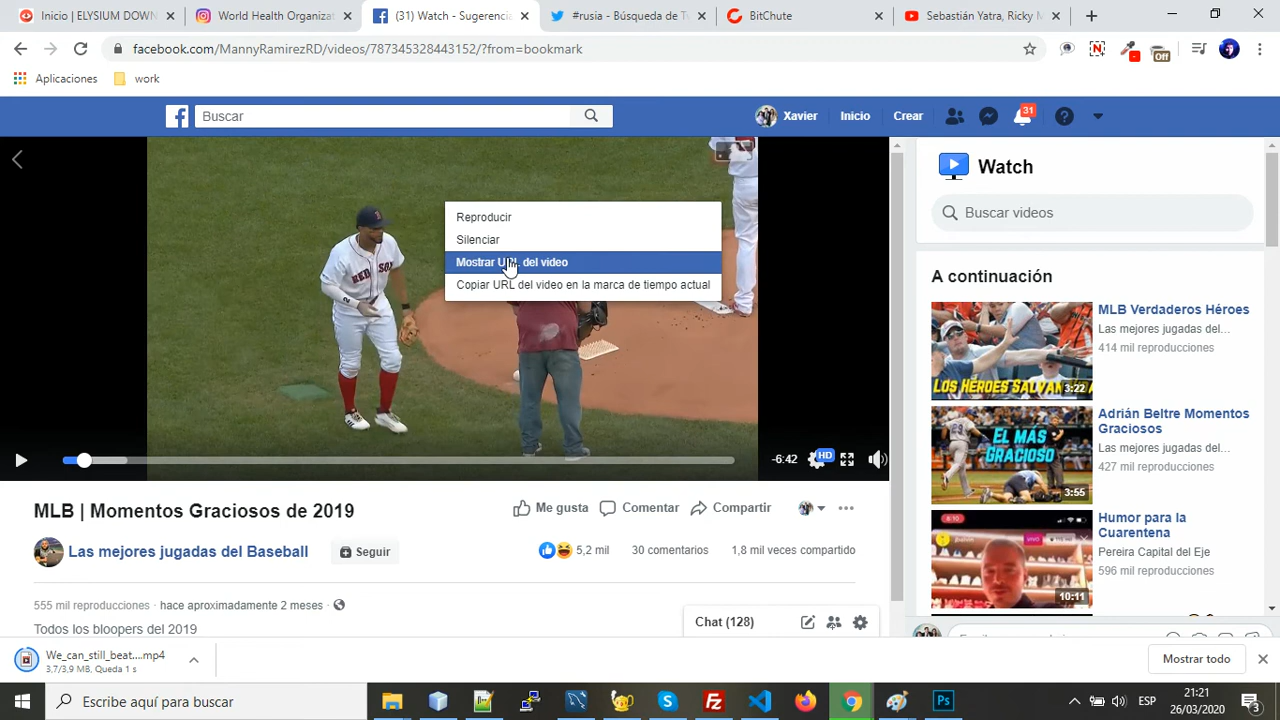 Inicio | ELYSIUM DOWN
World Health Organizat
(31) Watch - Sugerencia
#rusia - Búsqueda de Tw
BitChute
Sebastián Yatra, Ricky M
facebook.com/MannyRamirezRD/videos/787345328443152/?from=bookmark
Off
Aplicaciones
work
Buscar
Xavier
Inicio
Crear
31
RED SOX
Reproducir
Silenciar
Mostrar URL del video
Copiar URL del video en la marca de tiempo actual
-6:42
HD
MLB | Momentos Graciosos de 2019
Me gusta
Comentar
Compartir
Las mejores jugadas del Baseball
Seguir
5,2 mil
30 comentarios
1,8 mil veces compartido
555 mil reproducciones · hace aproximadamente 2 meses ·
Todos los bloopers del 2019
Chat (128)
Watch
Buscar videos
A continuación
MLB Verdaderos Héroes
Las mejores jugadas del...
414 mil reproducciones
LOS HÉROES SALVAN
3:22
Adrián Beltre Momentos
Graciosos
Las mejores jugadas del...
427 mil reproducciones
EL MAS
GRACIOSO
3:55
Humor para la
Cuarentena
Pereira Capital del Eje
596 mil reproducciones
10:11
We_can_still_beat....mp4
3,7/3,9 MB, Queda 1 s
Mostrar todo
Escribe aquí para buscar
ESP
21:21
26/03/2020
3